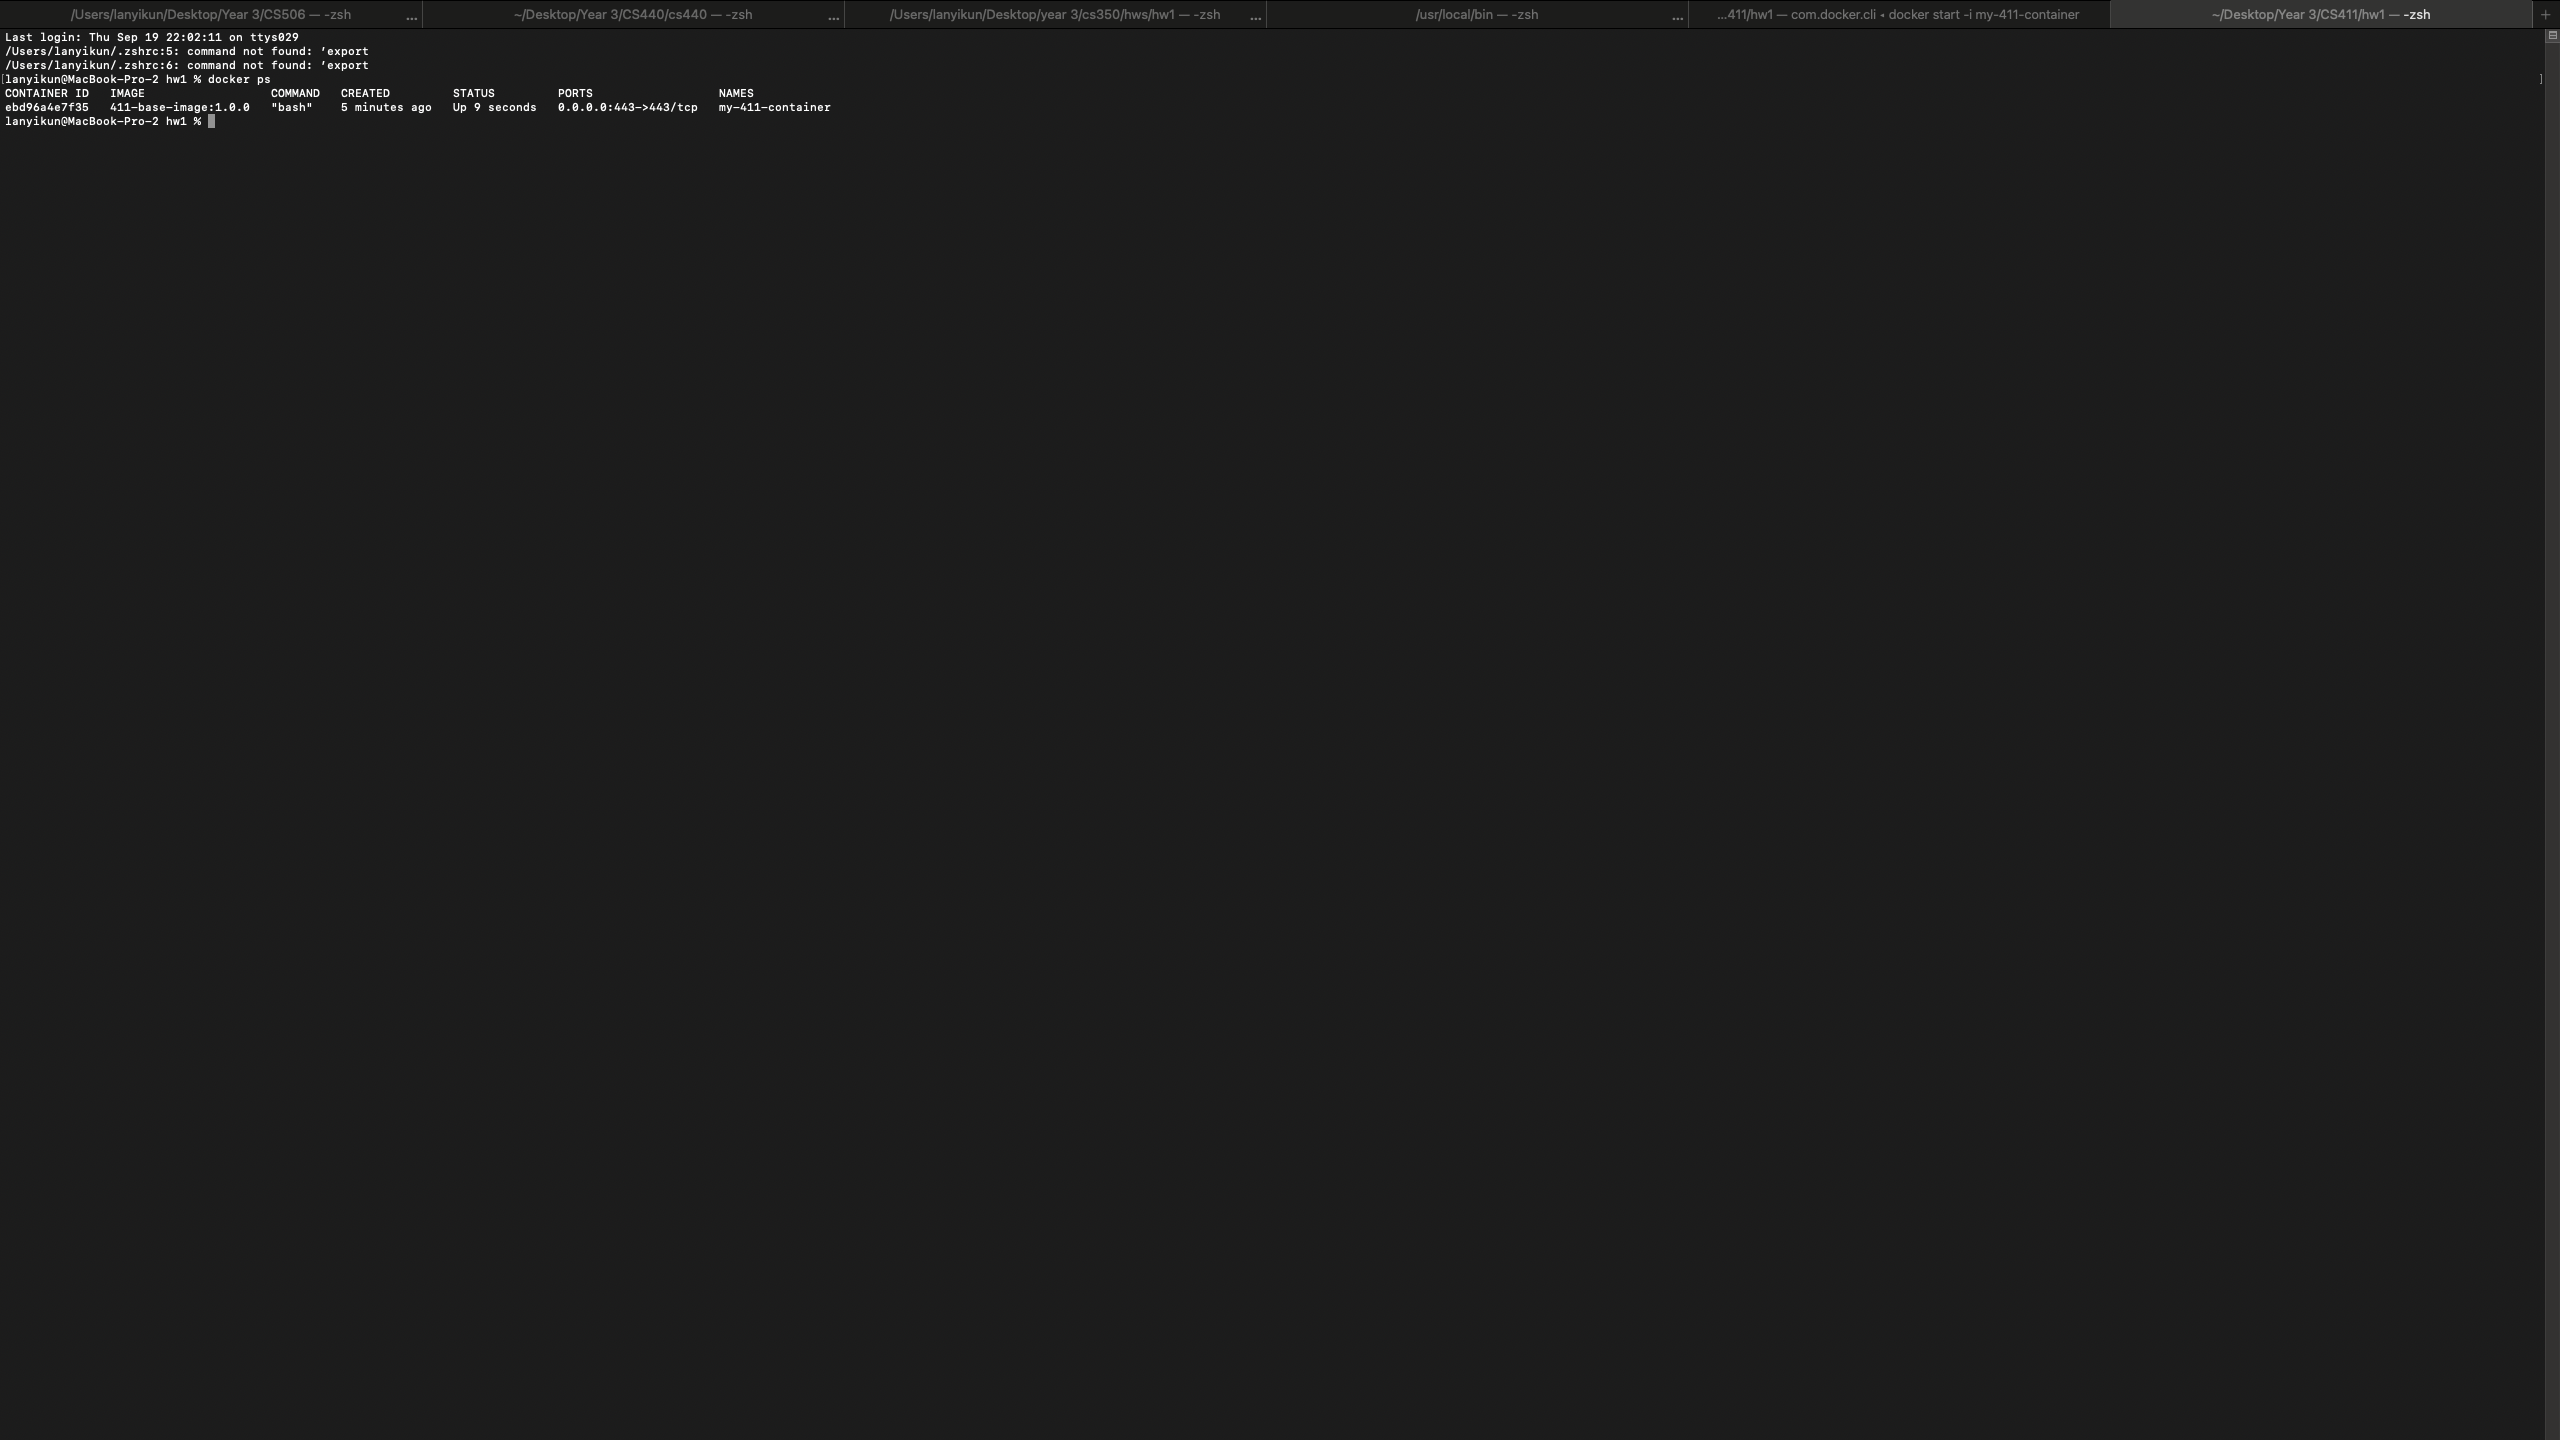 /Users/lanyikun/Desktop/Year 3/CS506 — -zsh ... ~/Desktop/Year 3/CS440/cs440 — -zsh ... /Users/lanyikun/Desktop/year 3/cs350/hws/hw1 — -zsh ... /usr/local/bin — -zsh ... ...411/hw1 — com.docker.cli ◂ docker start -i my-411-container ~/Desktop/Year 3/CS411/hw1 — -zsh +
Last login: Thu Sep 19 22:02:11 on ttys029
/Users/lanyikun/.zshrc:5: command not found: ’export
/Users/lanyikun/.zshrc:6: command not found: ’export
[lanyikun@MacBook-Pro-2 hw1 % docker ps ]
CONTAINER ID   IMAGE                  COMMAND   CREATED         STATUS         PORTS                  NAMES
ebd96a4e7f35   411-base-image:1.0.0   "bash"    5 minutes ago   Up 9 seconds   0.0.0.0:443->443/tcp   my-411-container
lanyikun@MacBook-Pro-2 hw1 %